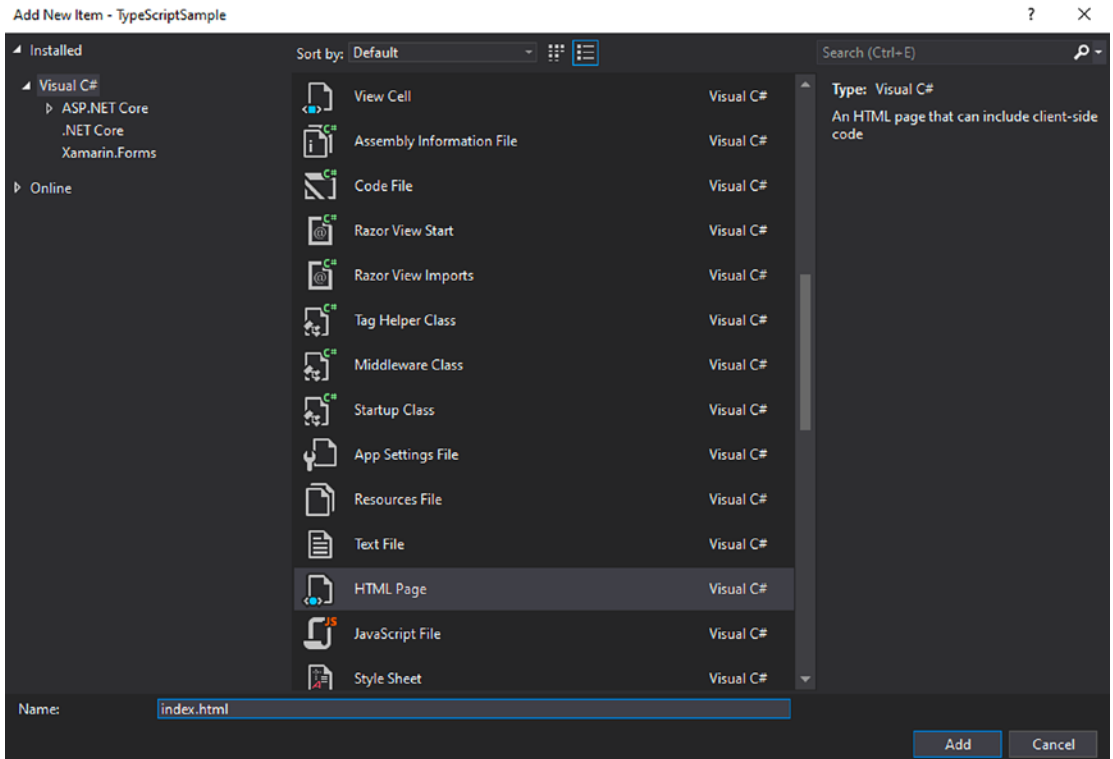 Add New Item - TypeScriptSample
?
Installed
Visual C#
ASP.NET Core
.NET Core
Xamarin.Forms
Online
Sort by: Default
View Cell Visual C#
Assembly Information File Visual C#
Code File Visual C#
Razor View Start Visual C#
Razor View Imports Visual C#
Tag Helper Class Visual C#
Middleware Class Visual C#
Startup Class Visual C#
App Settings File Visual C#
Resources File Visual C#
Text File Visual C#
HTML Page Visual C#
JavaScript File Visual C#
Style Sheet Visual C#
Search (Ctrl+E)
Type: Visual C#
An HTML page that can include client-side
code
Name: index.html
Add Cancel